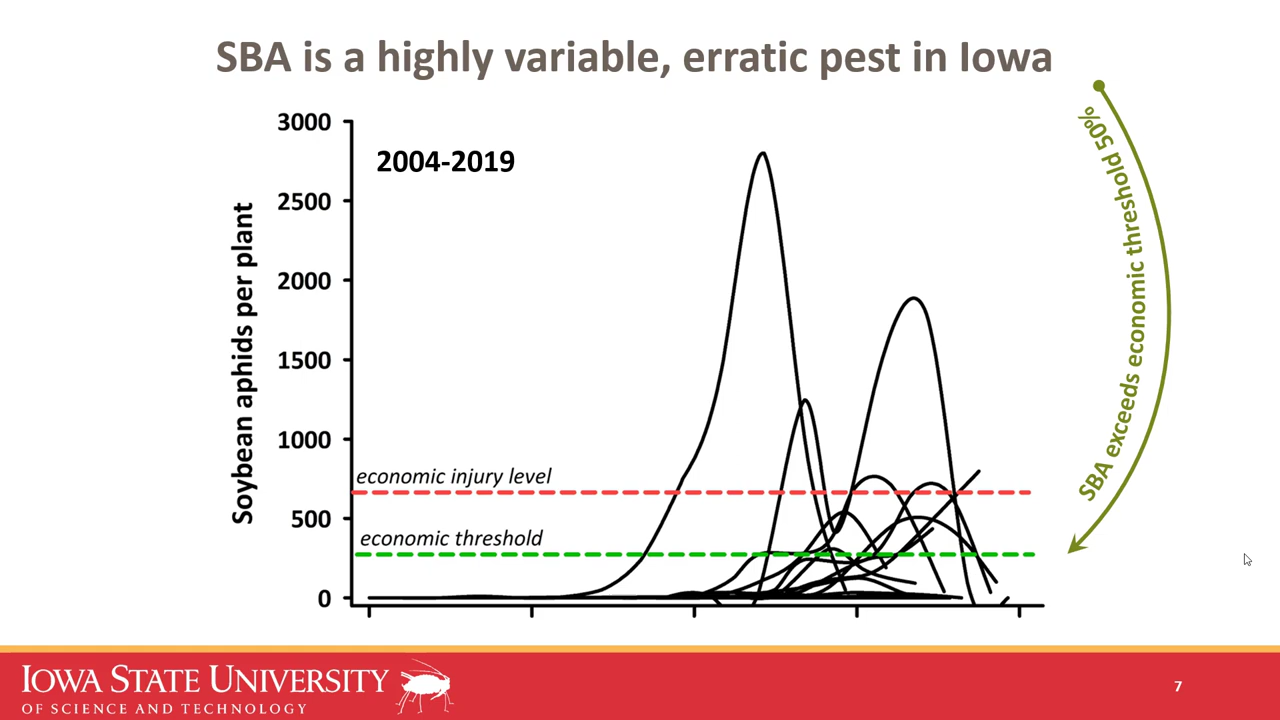 SBA is a highly variable, erratic pest in Iowa
2004-2019
Soybean aphids per plant
3000
2500
2000
1500
1000
500
0
economic injury level
economic threshold
SBA exceeds economic threshold 50%
IOWA STATE UNIVERSITY
OF SCIENCE AND TECHNOLOGY
7